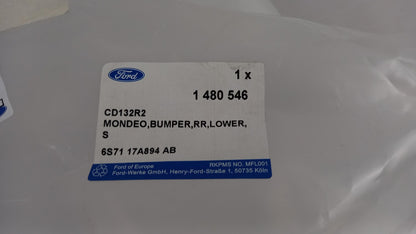 Ford
1 x
1 480 546
CD132R2
MONDEO,BUMPER,RR,LOWER,
S
6S71 17A894 AB
Ford of Europe
Ford-Werke GmbH, Henry-Ford-Straße 1, 50735 Köln
RKPMS NO. MFL001